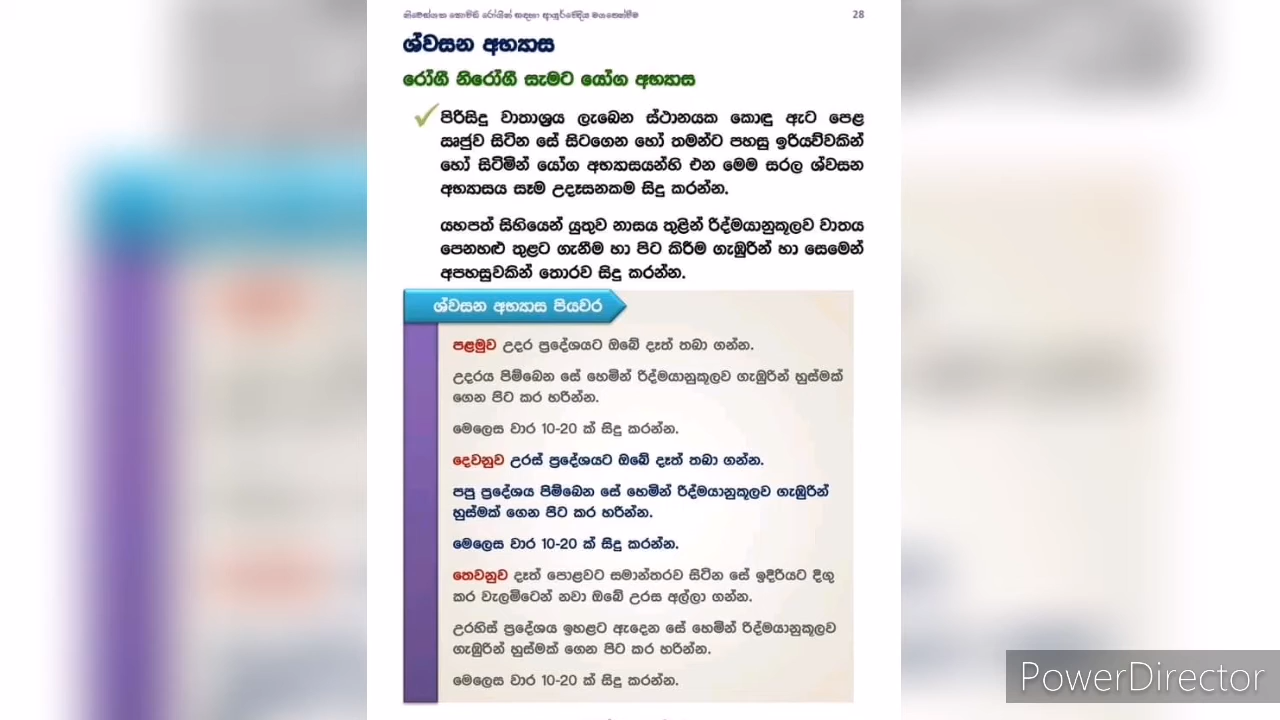 නිවෙස්ගත කොවිඩ් රෝගීන් සඳහා ආයුර්වේදීය මගපෙන්වීම 28
ශ්වසන අභ්‍යාස
රෝගී නිරෝගී සැමට යෝග අභ්‍යාස
පිරිසිදු වාතාශ්‍රය ලැබෙන ස්ථානයක කොඳු ඇට පෙළ
ඍජුව සිටින සේ සිටගෙන හෝ තමන්ට පහසු ඉරියව්වකින්
හෝ සිටිමින් යෝග අභ්‍යාසයන්හි එන මෙම සරල ශ්වසන
අභ්‍යාසය සෑම උදෑසනකම සිදු කරන්න.
යහපත් සිහියෙන් යුතුව නාසය තුළින් රිද්මයානුකූලව වාතය
පෙනහළු තුළට ගැනීම හා පිට කිරීම ගැඹුරින් හා සෙමෙන්
අපහසුවකින් තොරව සිදු කරන්න.
ශ්වසන අභ්‍යාස පියවර
පළමුව උදර ප්‍රදේශයට ඔබේ දෑත් තබා ගන්න.
උදරය පිම්බෙන සේ හෙමින් රිද්මයානුකූලව ගැඹුරින් හුස්මක්
ගෙන පිට කර හරින්න.
මෙලෙස වාර 10-20 ක් සිදු කරන්න.
දෙවනුව උරස් ප්‍රදේශයට ඔබේ දෑත් තබා ගන්න.
පපු ප්‍රදේශය පිම්බෙන සේ හෙමින් රිද්මයානුකූලව ගැඹුරින්
හුස්මක් ගෙන පිට කර හරින්න.
මෙලෙස වාර 10-20 ක් සිදු කරන්න.
තෙවනුව දෑත් පොළවට සමාන්තරව සිටින සේ ඉදිරියට දිගු
කර වැලමිටෙන් නවා ඔබේ උරස අල්ලා ගන්න.
උරහිස් ප්‍රදේශය ඉහළට ඇදෙන සේ හෙමින් රිද්මයානුකූලව
ගැඹුරින් හුස්මක් ගෙන පිට කර හරින්න.
මෙලෙස වාර 10-20 ක් සිදු කරන්න.
PowerDirector